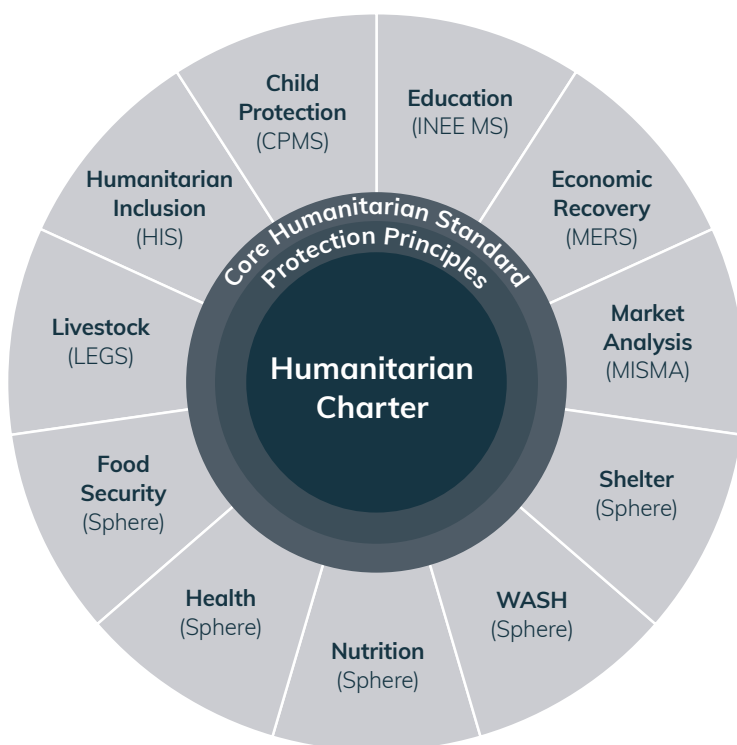 Child
Protection
(CPMS)
Education
(INEE MS)
Economic
Recovery
(MERS)
Market
Analysis
(MISMA)
Shelter
(Sphere)
WASH
(Sphere)
Nutrition
(Sphere)
Health
(Sphere)
Food
Security
(Sphere)
Livestock
(LEGS)
Humanitarian
Inclusion
(HIS)
Core Humanitarian Standard
Protection Principles
Humanitarian
Charter